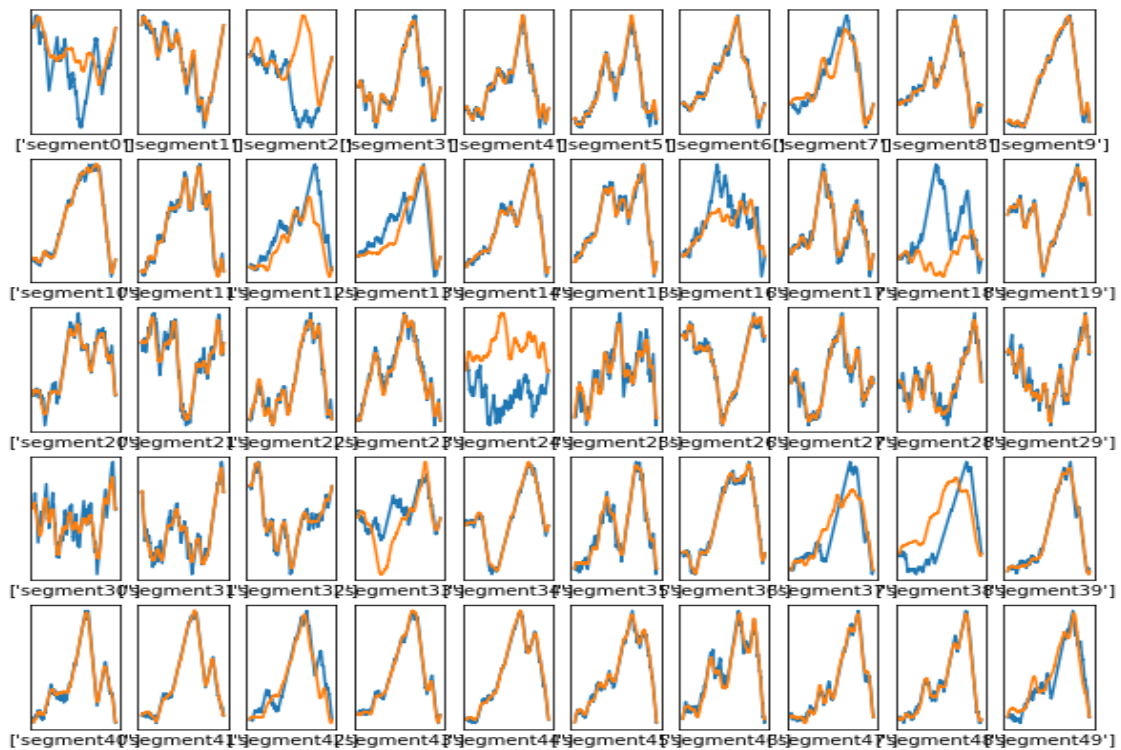 ['segment0'] ['segment1'] ['segment2'] ['segment3'] ['segment4'] ['segment5'] ['segment6'] ['segment7'] ['segment8'] ['segment9']
['segment10'] ['segment11'] ['segment12'] ['segment13'] ['segment14'] ['segment15'] ['segment16'] ['segment17'] ['segment18'] ['segment19']
['segment20'] ['segment21'] ['segment22'] ['segment23'] ['segment24'] ['segment25'] ['segment26'] ['segment27'] ['segment28'] ['segment29']
['segment30'] ['segment31'] ['segment32'] ['segment33'] ['segment34'] ['segment35'] ['segment36'] ['segment37'] ['segment38'] ['segment39']
['segment40'] ['segment41'] ['segment42'] ['segment43'] ['segment44'] ['segment45'] ['segment46'] ['segment47'] ['segment48'] ['segment49']